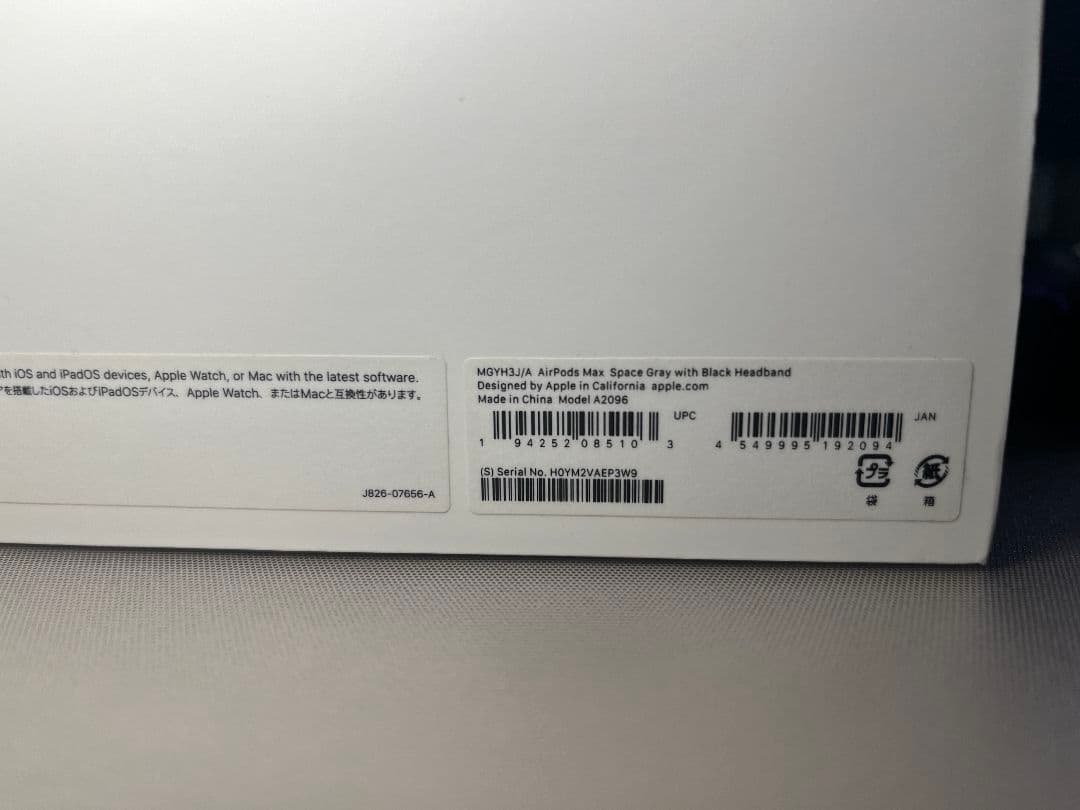 th iOS and iPadOS devices, Apple Watch, or Mac with the latest software.
を搭載したiOSおよびiPadOSデバイス、Apple Watch、またはMacと互換性があります。
J826-07656-A
MGYH3J/A AirPods Max Space Gray with Black Headband
Designed by Apple in California apple.com
Made in China Model A2096
UPC
1 94252 08510 3
JAN
4 549995 192094
(S) Serial No. H0YM2VAEP3W9
プラ
袋
紙
箱